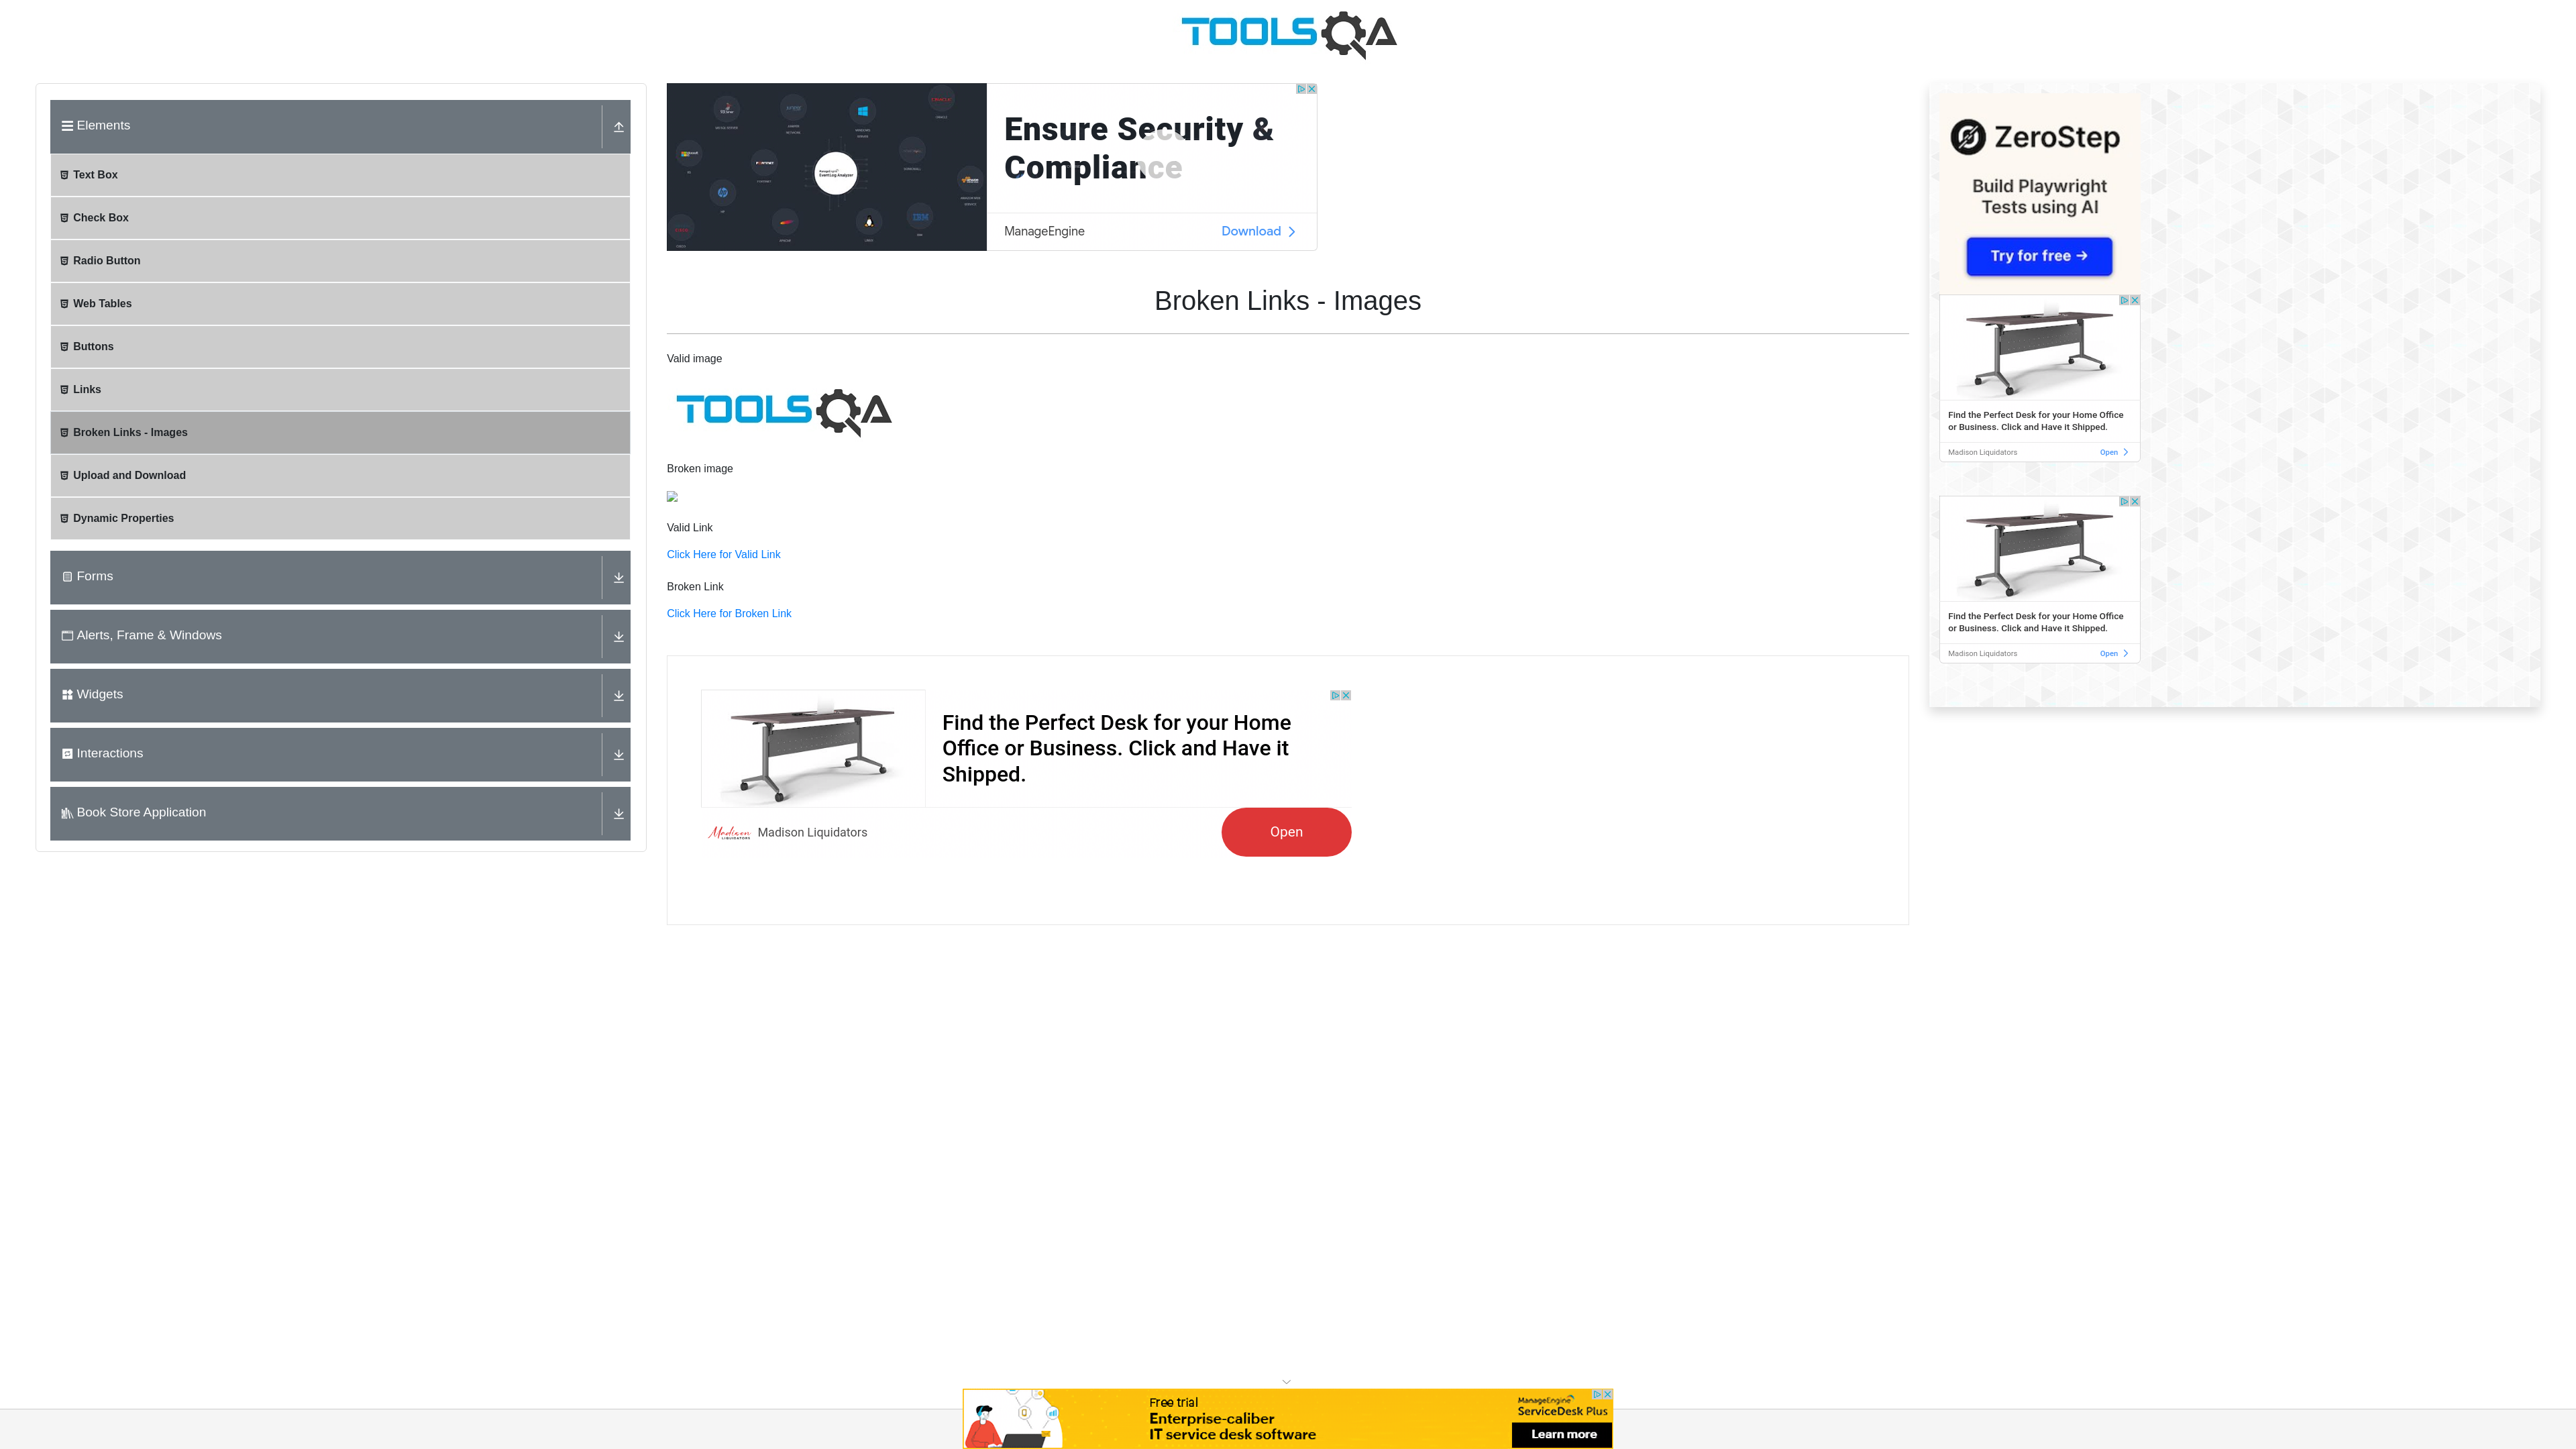 TOOLSQA
Elements
Text Box
Check Box
Radio Button
Web Tables
Buttons
Links
Broken Links - Images
Upload and Download
Dynamic Properties
Forms
Alerts, Frame & Windows
Widgets
Interactions
Book Store Application
Ensure Security &
Compliance
ManageEngine
Download
Broken Links - Images
Valid image
TOOLSQA
Broken image
Valid Link
Click Here for Valid Link
Broken Link
Click Here for Broken Link
Find the Perfect Desk for your Home
Office or Business. Click and Have it
Shipped.
Madison Liquidators
Open
ZeroStep
Build Playwright
Tests using AI
Try for free →
Find the Perfect Desk for your Home Office
or Business. Click and Have it Shipped.
Madison Liquidators
Open
Find the Perfect Desk for your Home Office
or Business. Click and Have it Shipped.
Madison Liquidators
Open
Free trial
Enterprise-caliber
IT service desk software
ManageEngine
ServiceDesk Plus
Learn more